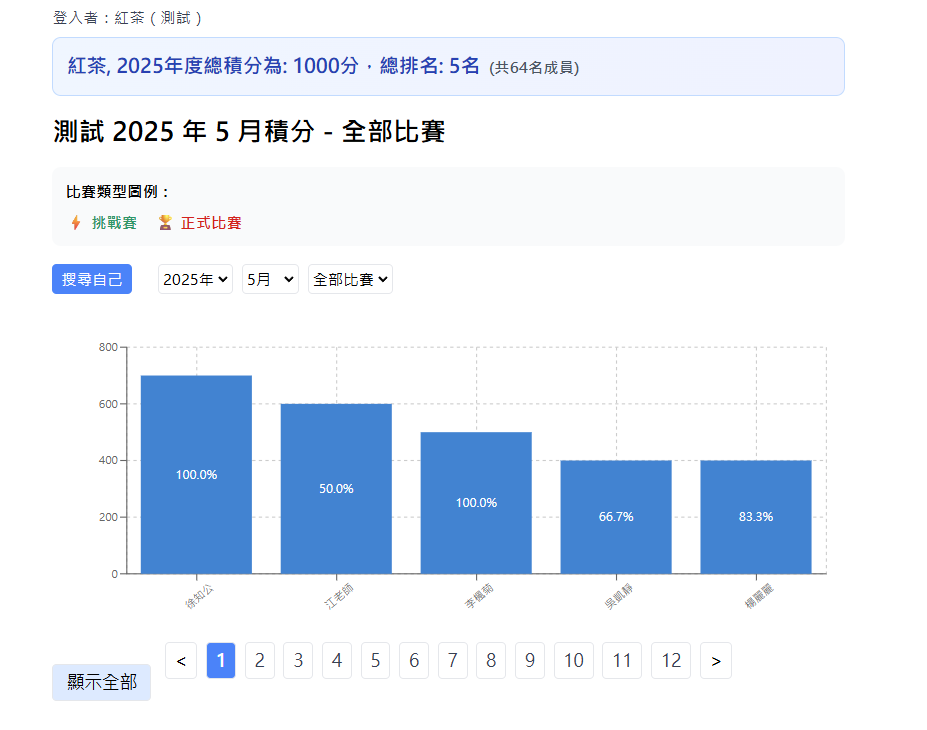 登入者：紅茶 ( 測試 )
紅茶, 2025年度總積分為: 1000分，總排名: 5名 (共64名成員)
測試 2025 年 5 月積分 - 全部比賽
比賽類型圖例：
挑戰賽 正式比賽
搜尋自己 2025年 5月 全部比賽
800
600
400
200
0
100.0% 50.0% 100.0% 66.7% 83.3%
徐知公 江老師 李楓菊 吳凱靜 楊麗麗
< 1 2 3 4 5 6 7 8 9 10 11 12 >
顯示全部